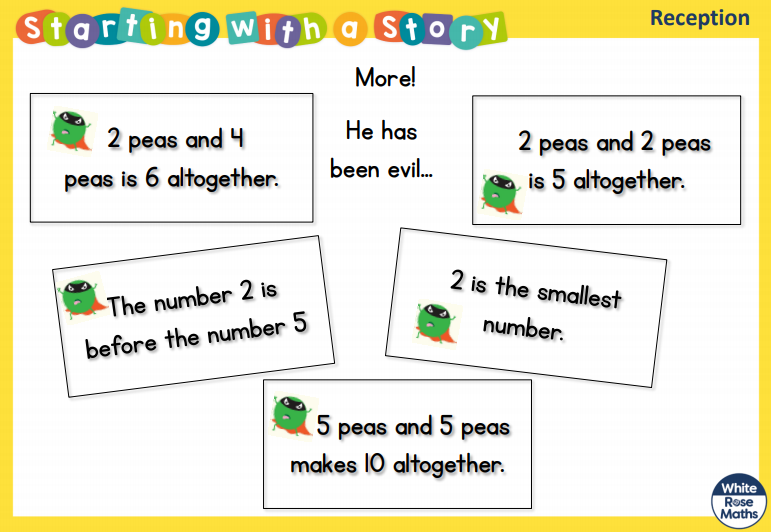 Starting with a Story
Reception
More!
He has
been evil...
2 peas and 4
peas is 6 altogether.
2 peas and 2 peas
is 5 altogether.
The number 2 is
before the number 5
2 is the smallest
number.
5 peas and 5 peas
makes 10 altogether.
White
Rose
Maths